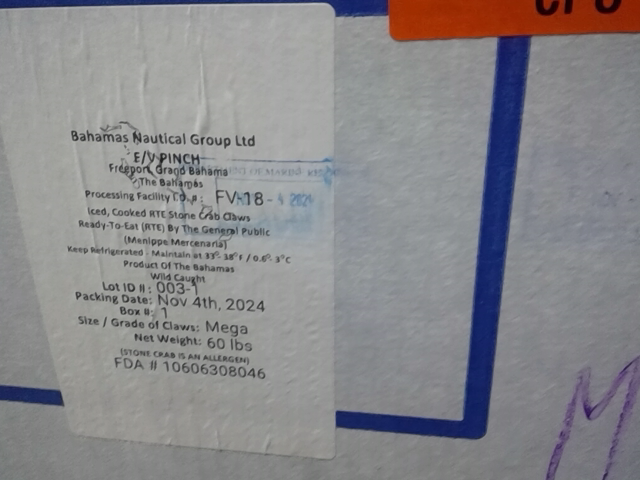 Bahamas Nautical Group Ltd
F/V PINCH
Freeport, Grand Bahama
The Bahamas
Processing Facility I.D. #: FV-18
Iced, Cooked RTE Stone Crab Claws
Ready-To-Eat (RTE) By The General Public
(Menippe Mercenaria)
Keep Refrigerated - Maintain at 33°- 38°F / 0.6°- 3°C
Product Of The Bahamas
Wild Caught
Lot ID #: 003-1
Packing Date: Nov 4th, 2024
Box #: 1
Size / Grade of Claws: Mega
Net Weight: 60 lbs
(STONE CRAB IS AN ALLERGEN)
FDA # 10606308046
M